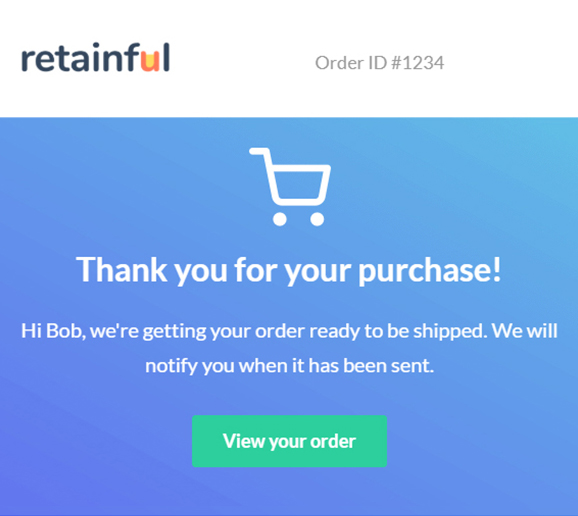 retainful
Order ID #1234
Thank you for your purchase!
Hi Bob, we're getting your order ready to be shipped. We will
notify you when it has been sent.
View your order